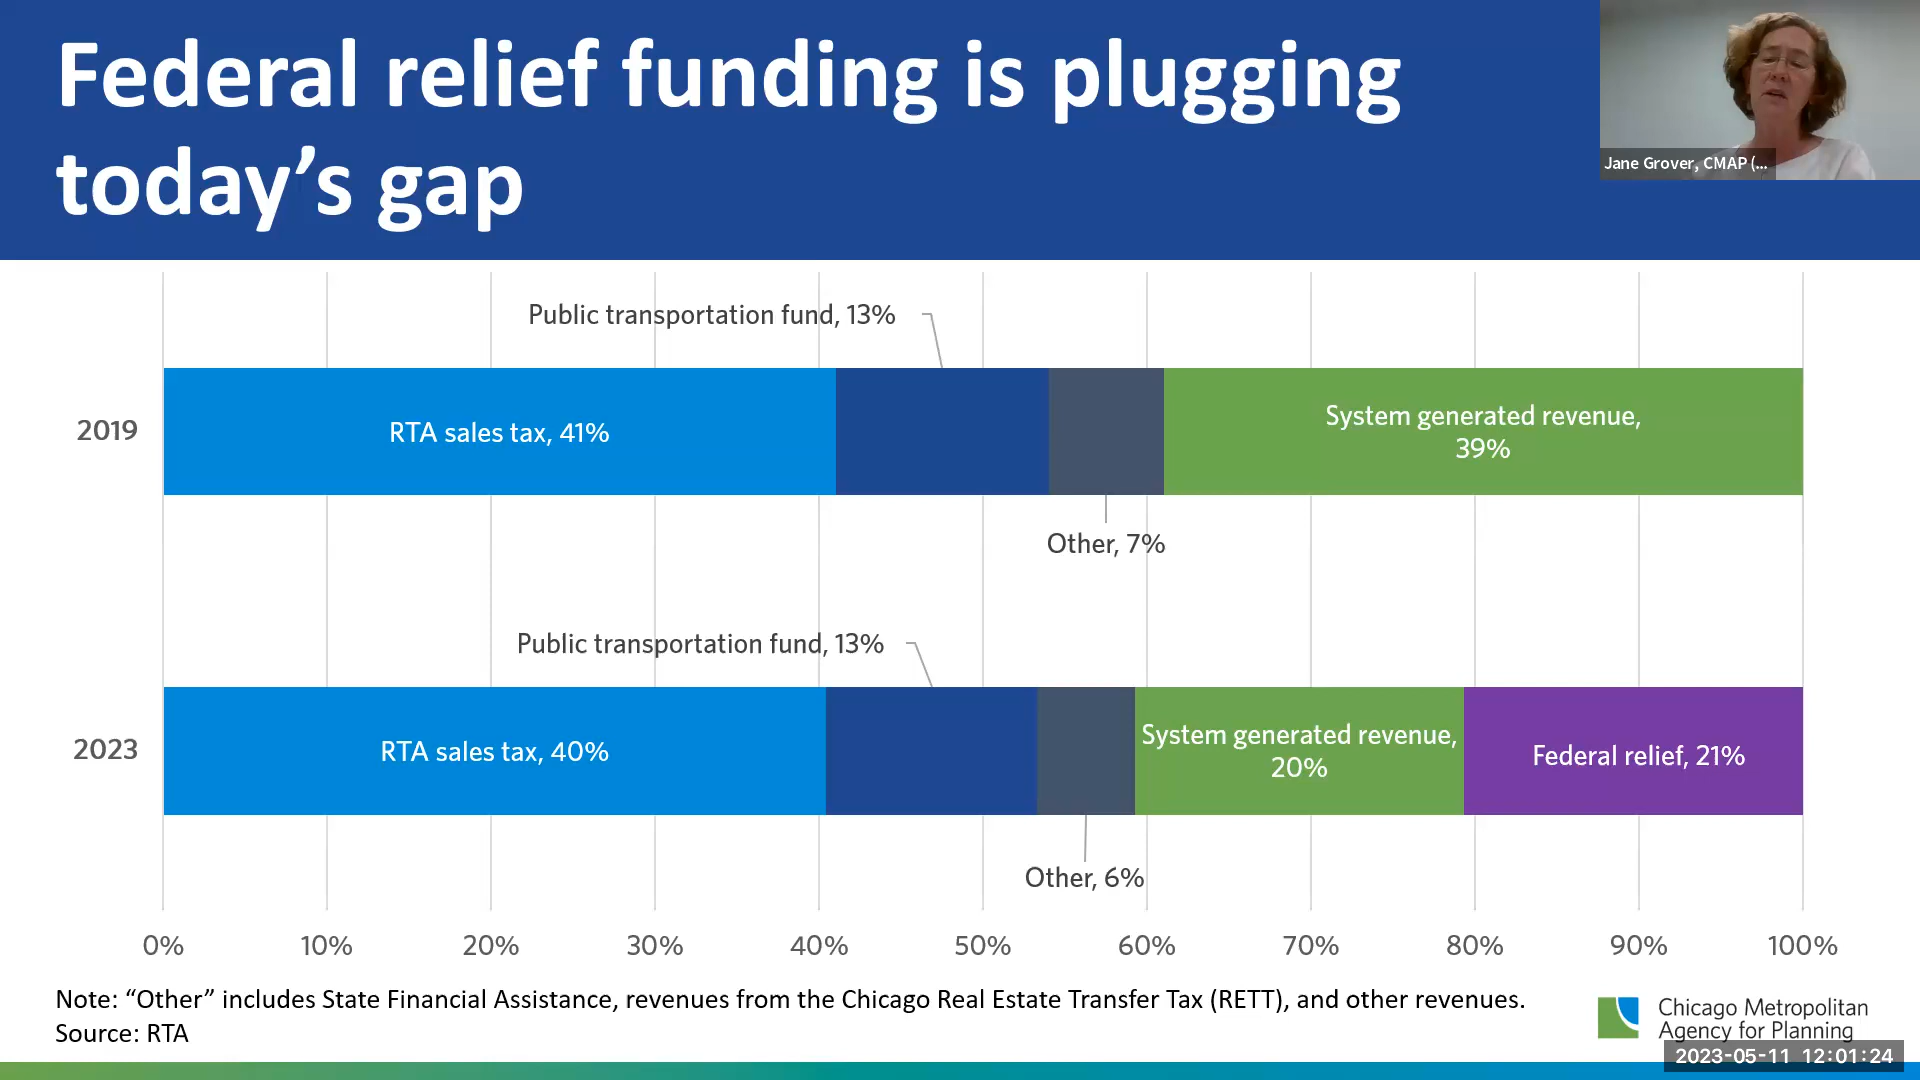 Federal relief funding is plugging
today’s gap
Jane Grover, CMAP (...
Public transportation fund, 13%
2019
RTA sales tax, 41%
System generated revenue,
39%
Other, 7%
Public transportation fund, 13%
2023
RTA sales tax, 40%
System generated revenue,
20%
Federal relief, 21%
Other, 6%
0% 10% 20% 30% 40% 50% 60% 70% 80% 90% 100%
Note: “Other” includes State Financial Assistance, revenues from the Chicago Real Estate Transfer Tax (RETT), and other revenues.
Source: RTA
Chicago Metropolitan
Agency for Planning
2023-05-11 12:01:24